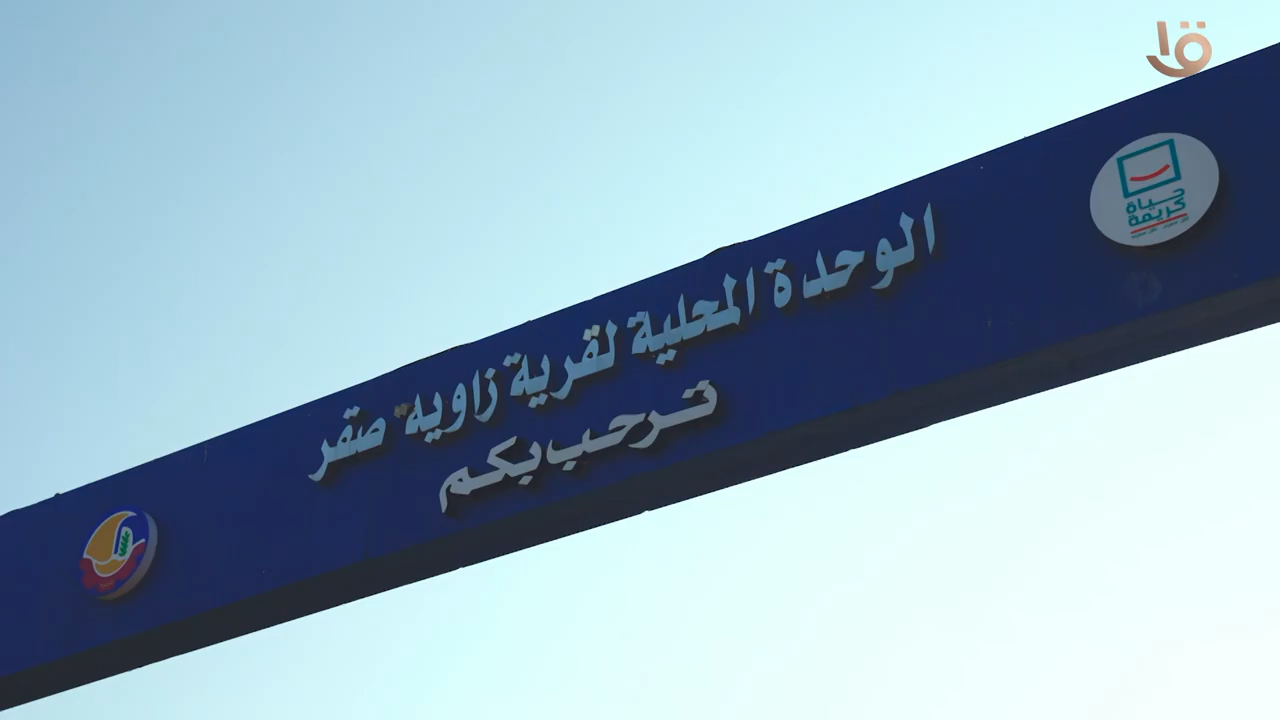 الوحدة المحلية لقرية زاوية صقر
ترحب بكم
حياة
كريمة